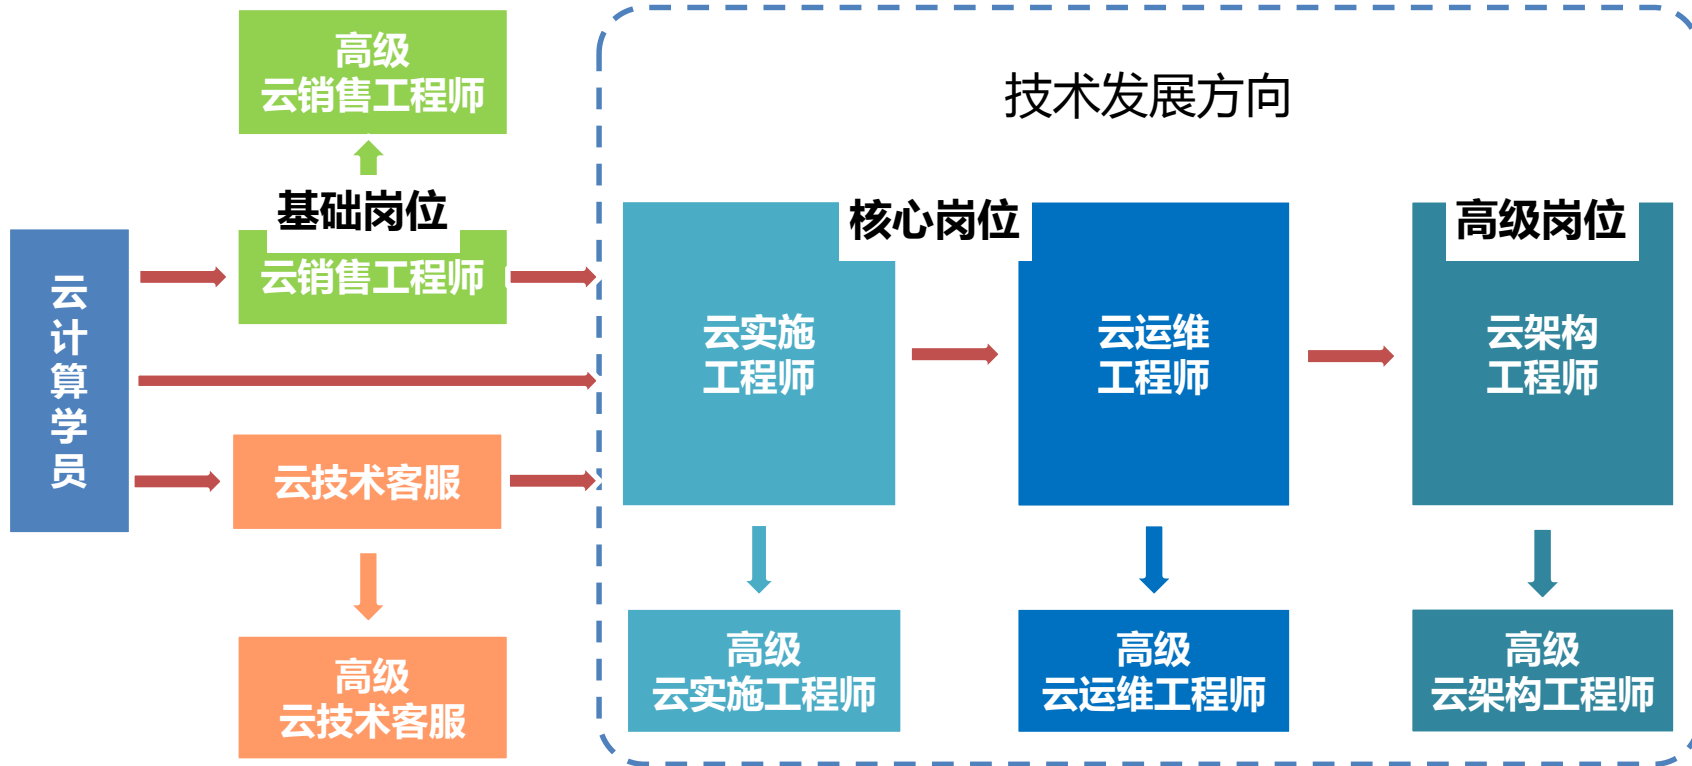 高级
云销售工程师
技术发展方向
基础岗位
云销售工程师
核心岗位
高级岗位
云计算学员
云实施
工程师
云运维
工程师
云架构
工程师
云技术客服
高级
云技术客服
高级
云实施工程师
高级
云运维工程师
高级
云架构工程师